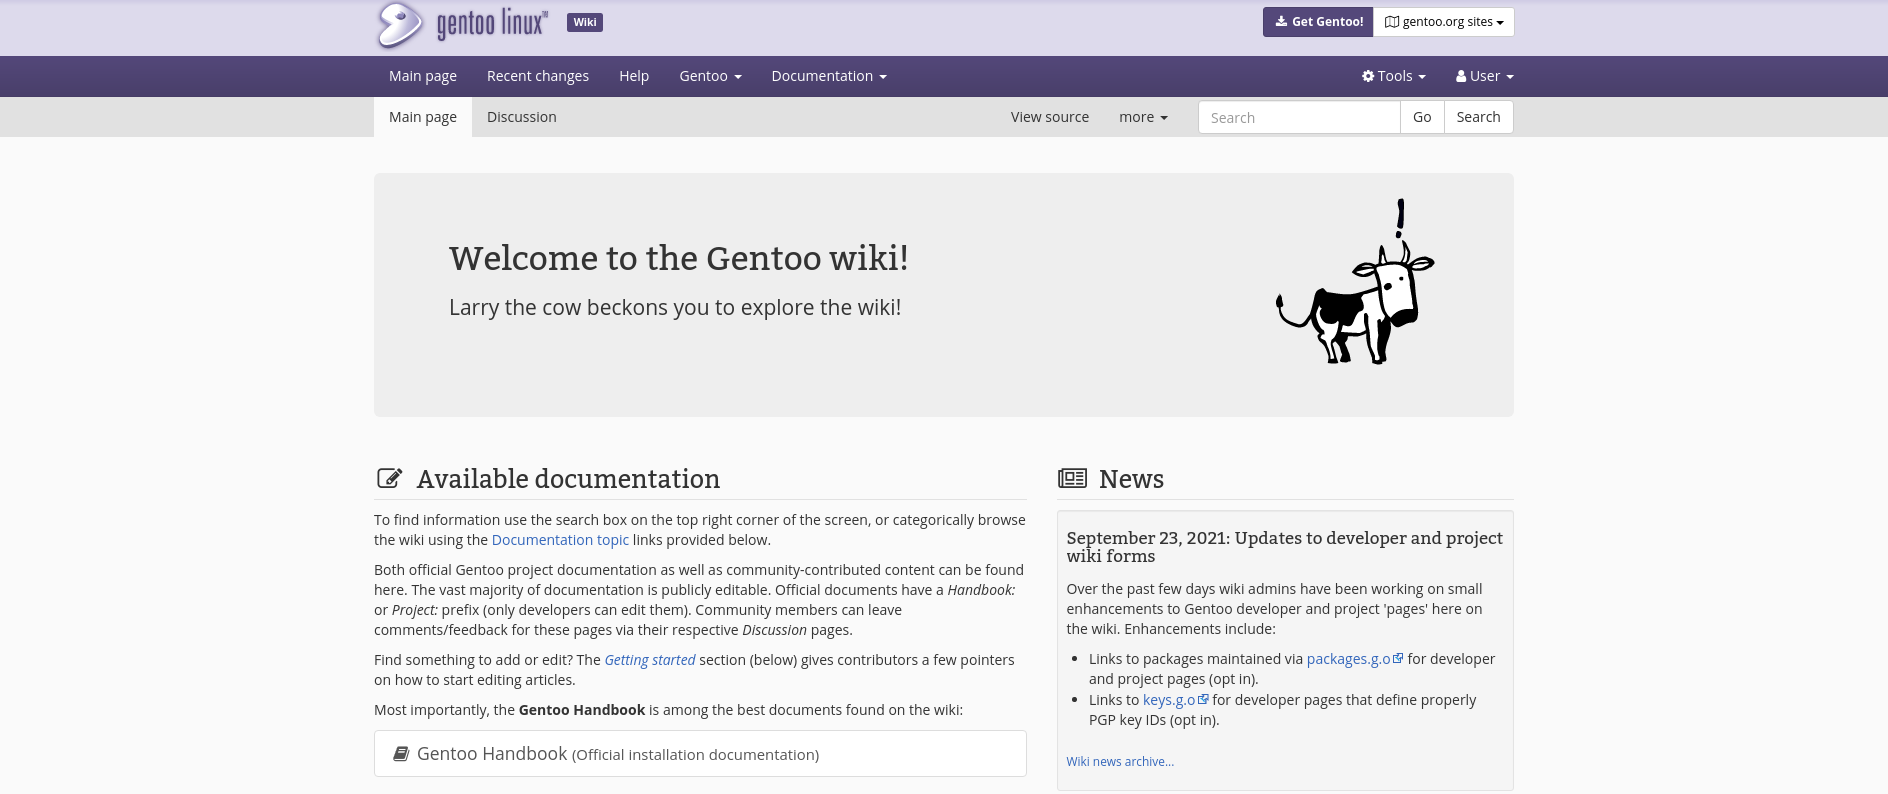 gentoo linux™ Wiki
Get Gentoo! gentoo.org sites
Main page Recent changes Help Gentoo Documentation Tools User
Main page Discussion View source more Search Go Search
Welcome to the Gentoo wiki!
Larry the cow beckons you to explore the wiki!
Available documentation
To find information use the search box on the top right corner of the screen, or categorically browse
the wiki using the Documentation topic links provided below.
Both official Gentoo project documentation as well as community-contributed content can be found
here. The vast majority of documentation is publicly editable. Official documents have a Handbook:
or Project: prefix (only developers can edit them). Community members can leave
comments/feedback for these pages via their respective Discussion pages.
Find something to add or edit? The Getting started section (below) gives contributors a few pointers
on how to start editing articles.
Most importantly, the Gentoo Handbook is among the best documents found on the wiki:
Gentoo Handbook (Official installation documentation)
News
September 23, 2021: Updates to developer and project
wiki forms
Over the past few days wiki admins have been working on small
enhancements to Gentoo developer and project 'pages' here on
the wiki. Enhancements include:
• Links to packages maintained via packages.g.o for developer
and project pages (opt in).
• Links to keys.g.o for developer pages that define properly
PGP key IDs (opt in).
Wiki news archive...